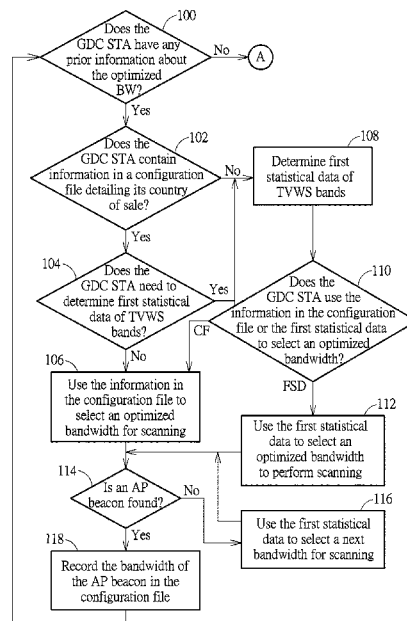 100
Does the
GDC STA have any
prior information about
the optimized
BW?
No
A
Yes
102
Does the
GDC STA contain
information in a configuration
file detailing its country
of sale?
No
108
Determine first
statistical data of
TVWS bands
Yes
104
Does the
GDC STA need to
determine first statistical
data of TVWS
bands?
Yes
No
110
Does the
GDC STA use the
information in the configuration
file or the first statistical data
to select an optimized
bandwidth?
CF
FSD
106
Use the information in
the configuration file to
select an optimized
bandwidth for scanning
112
Use the first statistical
data to select an
optimized bandwidth
to perform scanning
114
Is an AP
beacon found?
No
Yes
116
Use the first statistical
data to select a next
bandwidth for scanning
118
Record the bandwidth of
the AP beacon in the
configuration file